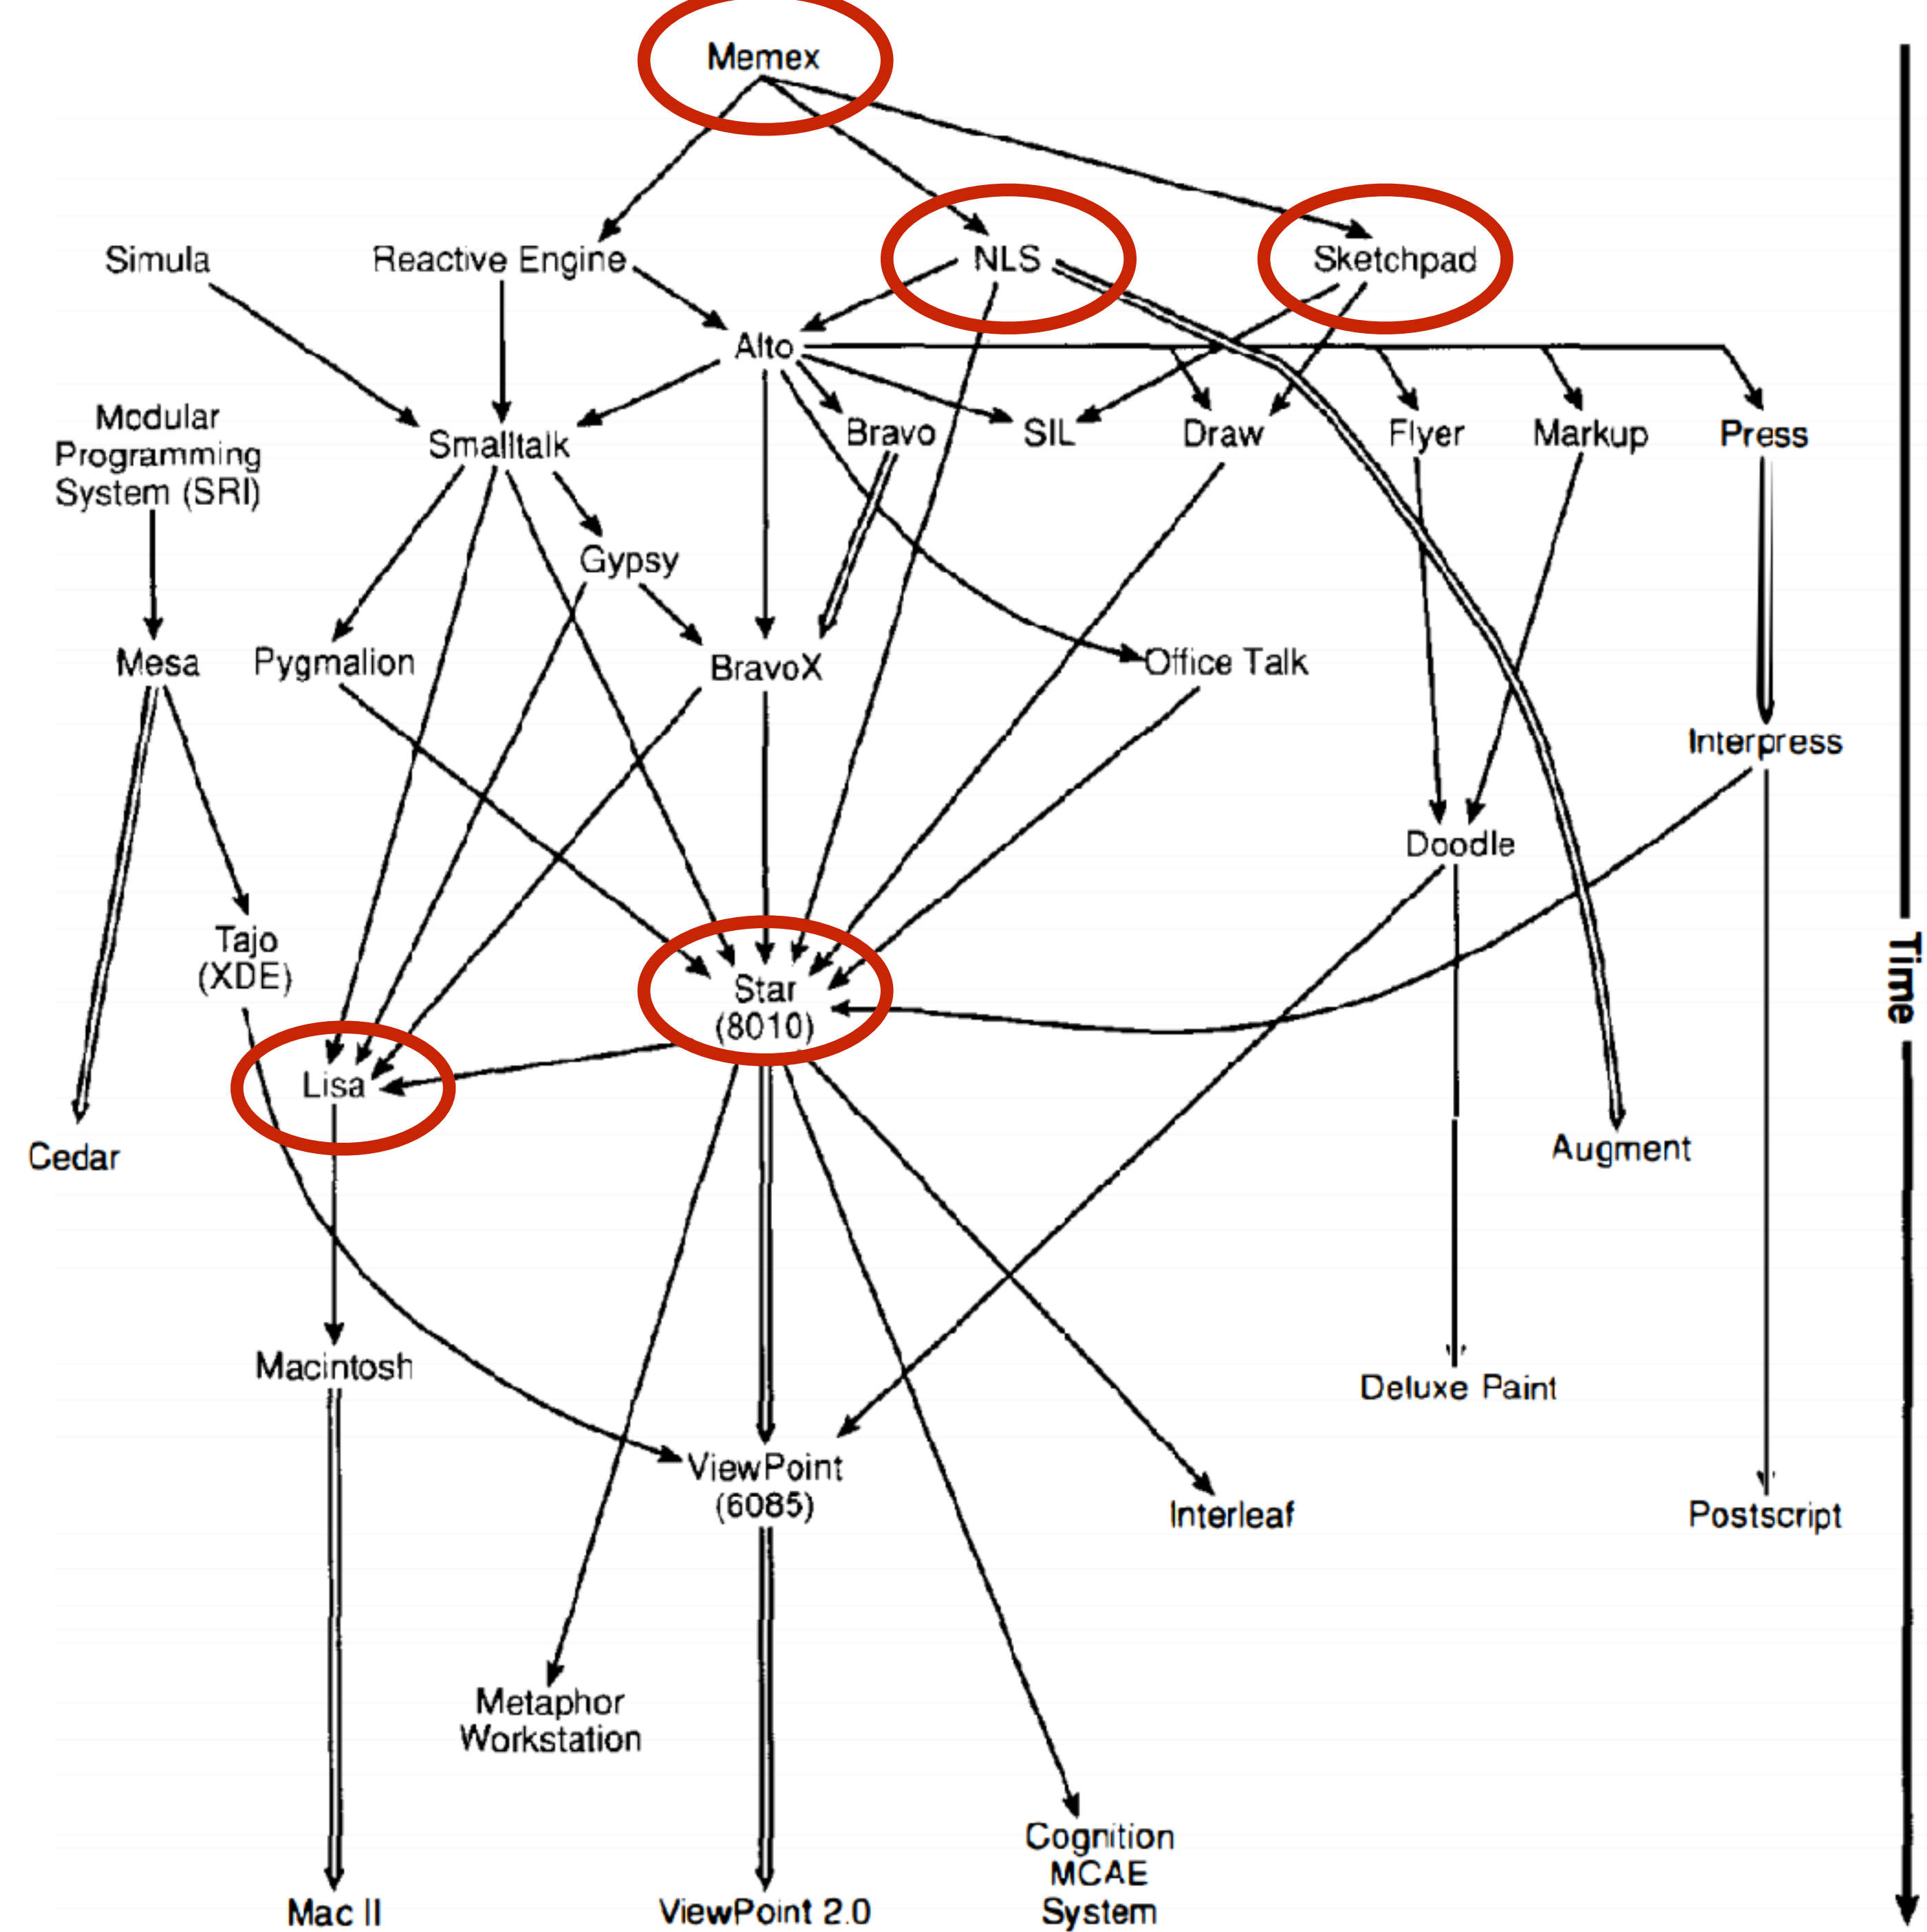 Memex
Simula
Reactive Engine
NLS
Sketchpad
Alto
Modular
Programming
System (SRI)
Smalltalk
Bravo
SIL
Draw
Flyer
Markup
Press
Gypsy
Mesa
Pygmalion
BravoX
Office Talk
Interpress
Doodle
Tajo
(XDE)
Star
(8010)
Time
Lisa
Cedar
Augment
Macintosh
Deluxe Paint
ViewPoint
(6085)
Interleaf
Postscript
Metaphor
Workstation
Cognition
MCAE
System
Mac II
ViewPoint 2.0